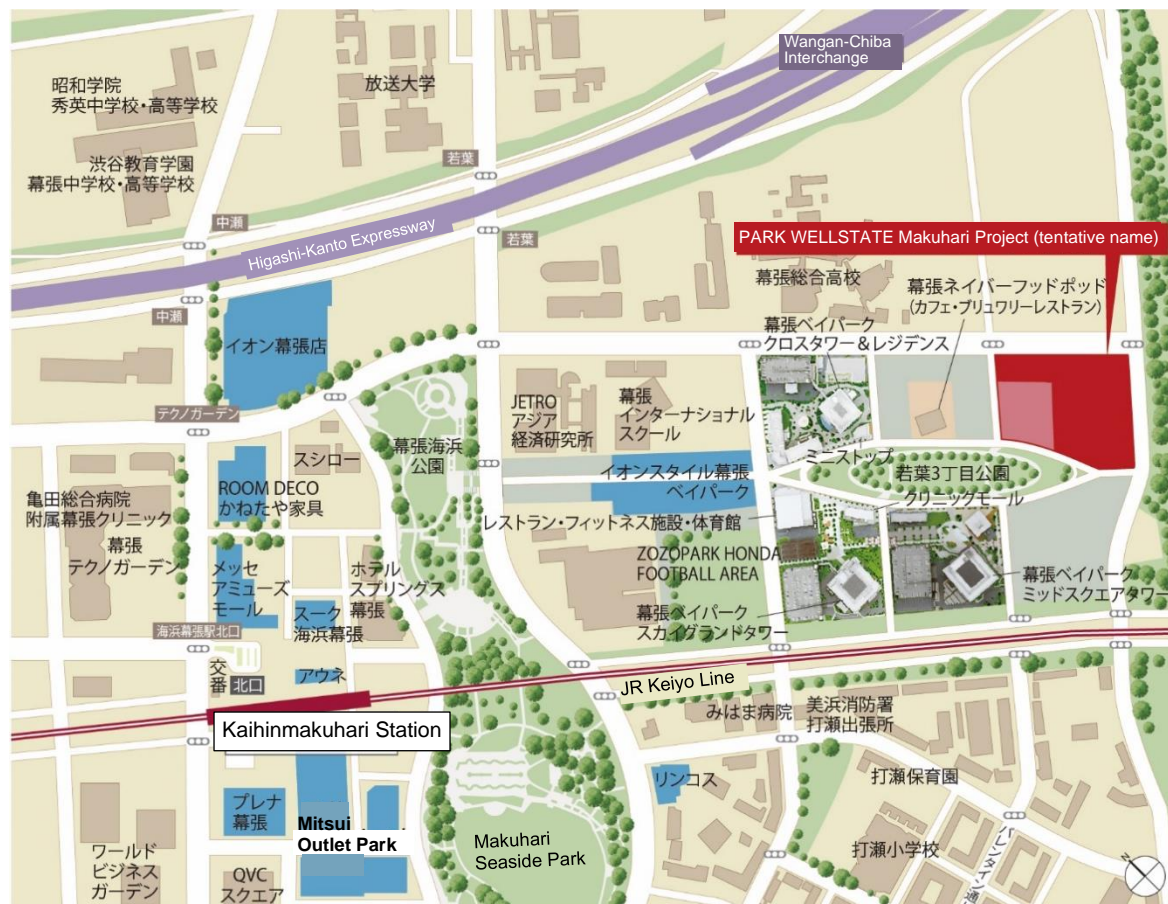 Wangan-Chiba
Interchange
昭和学院
秀英中学校・高等学校
放送大学
渋谷教育学園
幕張中学校・高等学校
若葉
中瀬
Higashi-Kanto Expressway
若葉
PARK WELLSTATE Makuhari Project (tentative name)
幕張総合高校
幕張ネイバーフッドポッド
(カフェ・ブリュワリーレストラン)
中瀬
幕張ベイパーク
クロスタワー&レジデンス
イオン幕張店
JETRO
アジア
経済研究所
幕張
インターナショナル
スクール
テクノガーデン
幕張海浜
公園
スシロー
ミニストップ
若葉3丁目公園
イオンスタイル幕張
ベイパーク
クリニックモール
亀田総合病院
附属幕張クリニック
ROOM DECO
かねたや家具
レストラン・フィットネス施設・体育館
幕張
テクノガーデン
メッセ
アミューズ
モール
ホテル
スプリングス
幕張
ZOZOPARK HONDA
FOOTBALL AREA
幕張ベイパーク
ミッドスクエアタワー
スーク
海浜幕張
幕張ベイパーク
スカイグランドタワー
海浜幕張駅北口
交番
北口
アウネ
JR Keiyo Line
Kaihinmakuhari Station
みはま病院
美浜消防署
打瀬出張所
リンコス
打瀬保育園
プレナ
幕張
Mitsui
Outlet Park
Makuhari
Seaside Park
ワールド
ビジネス
ガーデン
QVC
スクエア
打瀬小学校
バレンタイン通り
N